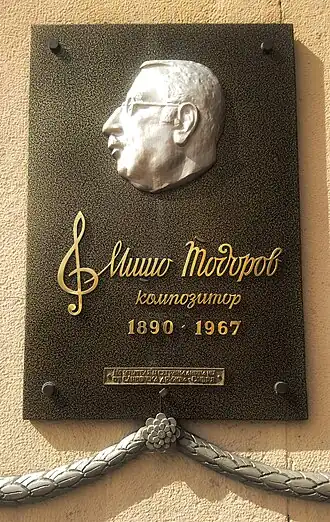 Мишо Тодоров
композитор
1890 · 1967